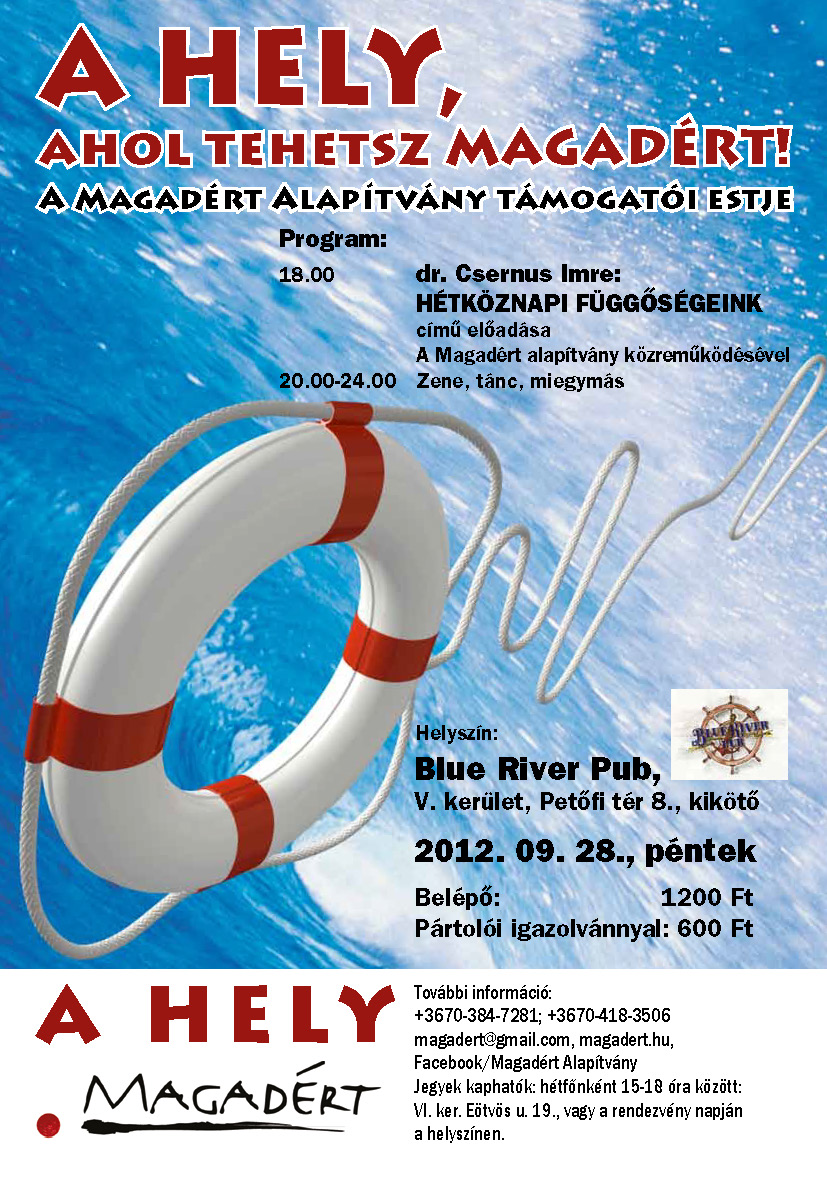 A HELY,
AHOL TEHETSZ MAGADÉRT!
A MAGADÉRT ALAPÍTVÁNY TÁMOGATÓI ESTJE
Program:
18.00 dr. Csernus Imre:
HÉTKÖZNAPI FÜGGŐSÉGEINK
című előadása
A Magadért alapítvány közreműködésével
20.00-24.00 Zene, tánc, miegymás
Helyszín:
BLUE RIVER
PUB
Blue River Pub,
V. kerület, Petőfi tér 8., kikötő
2012. 09. 28., péntek
Belépő: 1200 Ft
Pártolói igazolvánnyal: 600 Ft
A HELY
MAGADÉRT
További információ:
+3670-384-7281; +3670-418-3506
magadert@gmail.com, magadert.hu,
Facebook/Magadért Alapítvány
Jegyek kaphatók: hétfőnként 15-18 óra között:
VI. ker. Eötvös u. 19., vagy a rendezvény napján
a helyszínen.